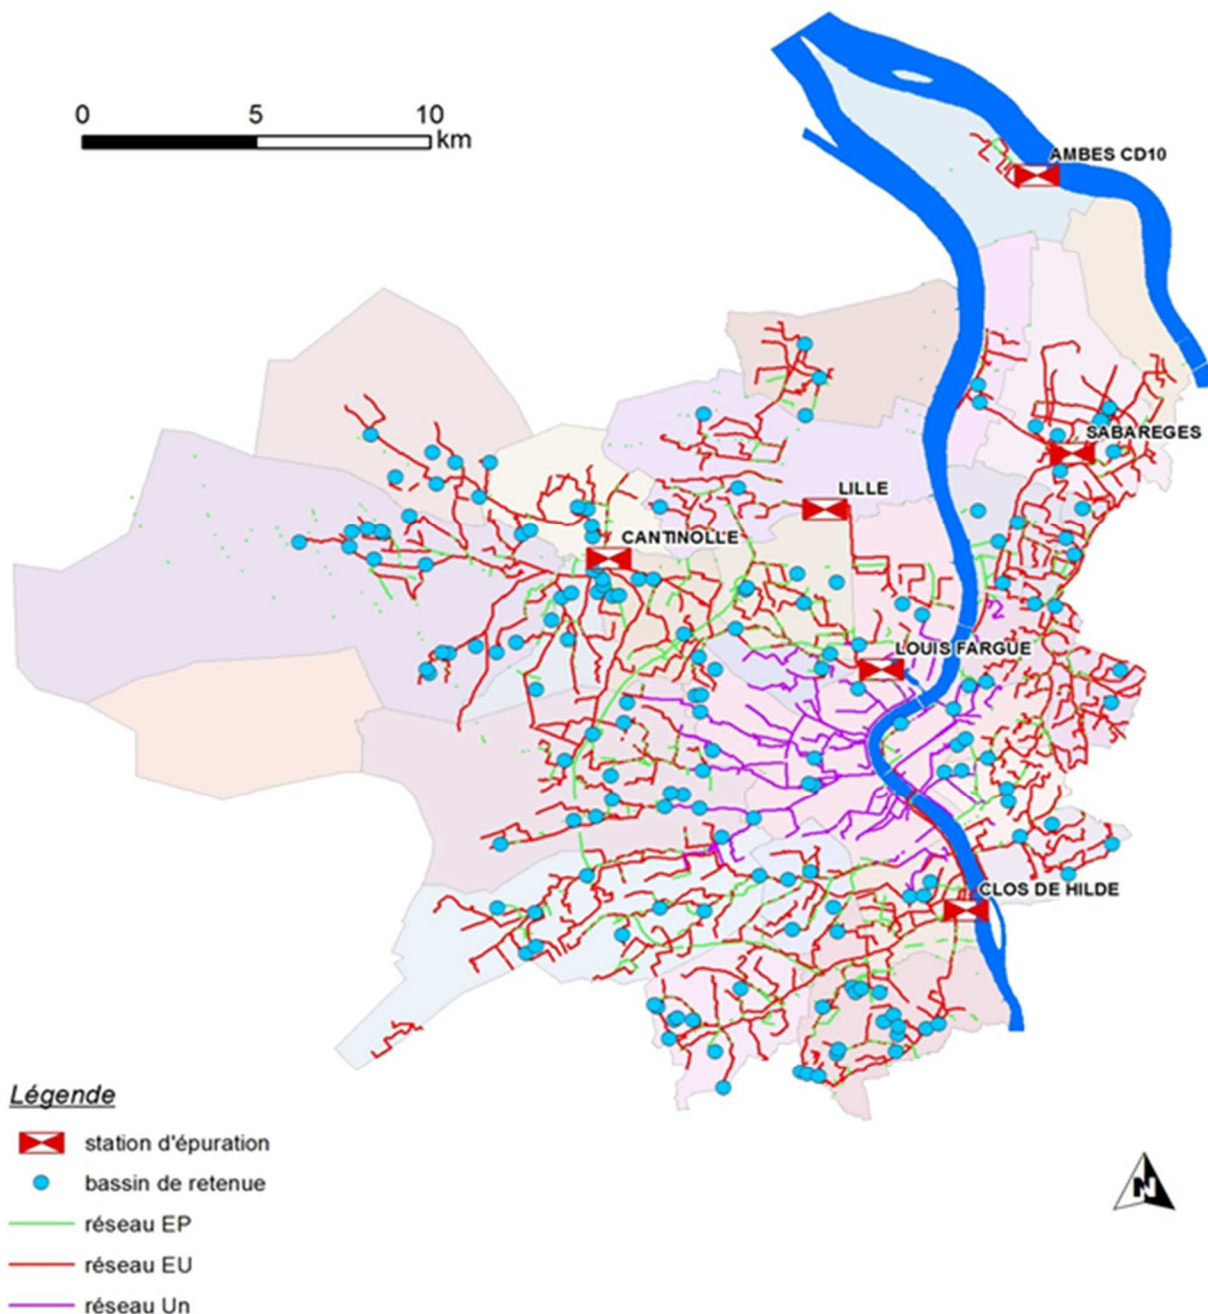 0 5 10
km
AMBES CD10
SABAREGES
LILLE
CANTINOLLE
LOUIS FARGUE
CLOS DE HILDE
Légende
station d'épuration
bassin de retenue
réseau EP
réseau EU
réseau Un
N